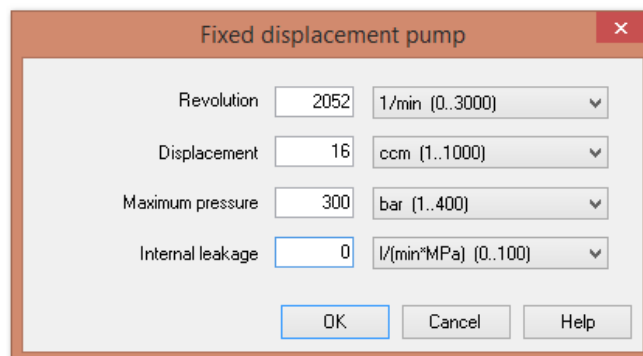 Fixed displacement pump
Revolution 2052 1/min (0..3000)
Displacement 16 ccm (1..1000)
Maximum pressure 300 bar (1..400)
Internal leakage 0 l/(min*MPa) (0..100)
OK Cancel Help